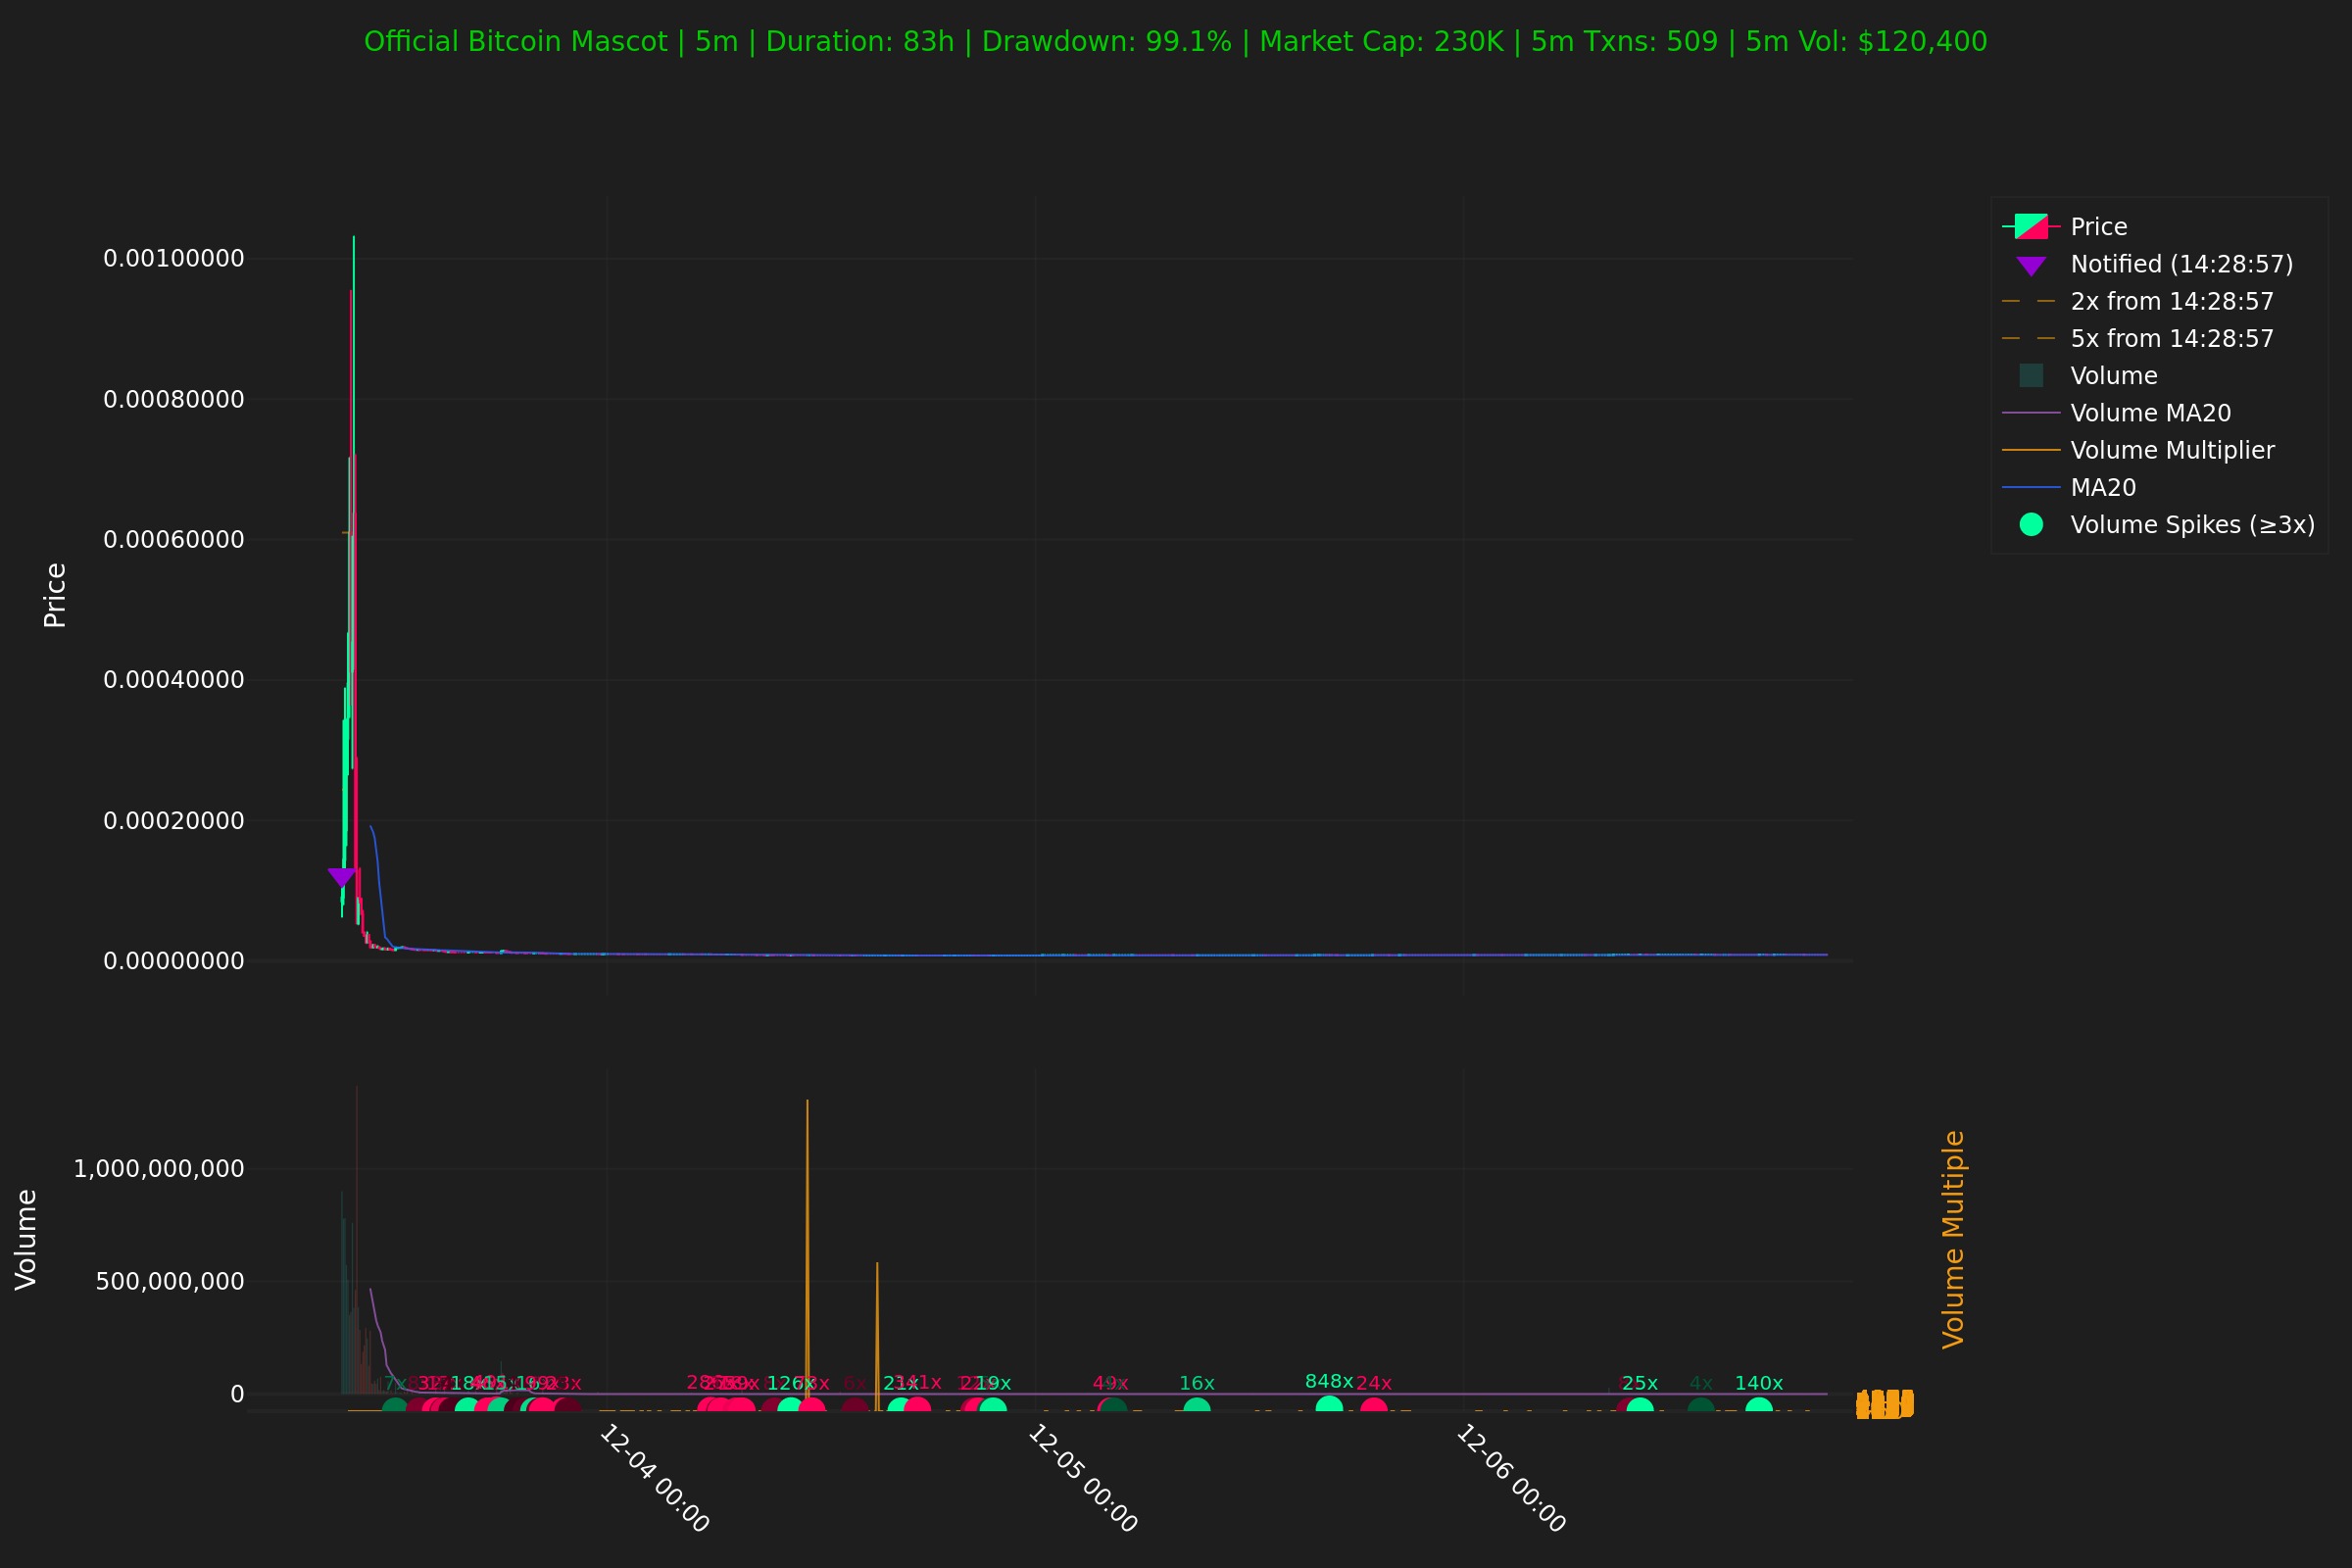 Official Bitcoin Mascot | 5m | Duration: 83h | Drawdown: 99.1% | Market Cap: 230K | 5m Txns: 509 | 5m Vol: $120,400
Price
0.00100000
0.00080000
0.00060000
0.00040000
0.00020000
0.00000000
Price
Notified (14:28:57)
2x from 14:28:57
5x from 14:28:57
Volume
Volume MA20
Volume Multiplier
MA20
Volume Spikes (≥3x)
Volume
1,000,000,000
500,000,000
0
7x
126x
6x
21x
19x
49x
16x
848x
24x
25x
4x
140x
Volume Multiple
12-04 00:00
12-05 00:00
12-06 00:00